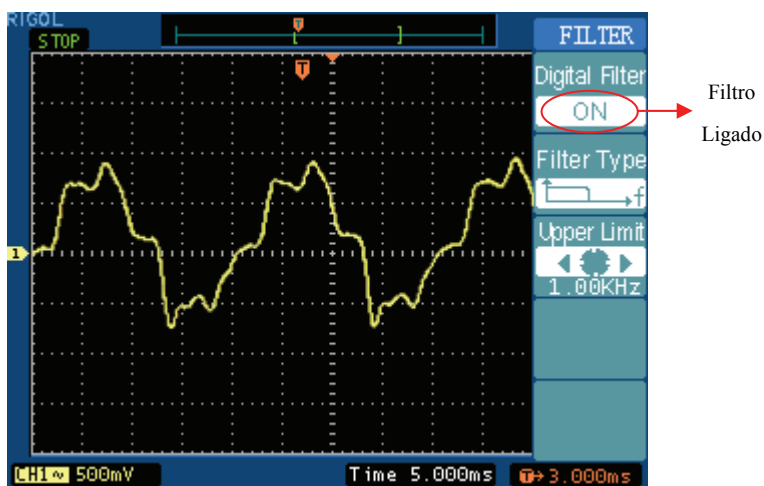 RIGOL
STOP
T
T
FILTER
Digital Filter
ON
Filtro
Ligado
Filter Type
f
1
Upper Limit
1.00KHz
CH1~ 500mV
Time 5.000ms
T→3.000ms